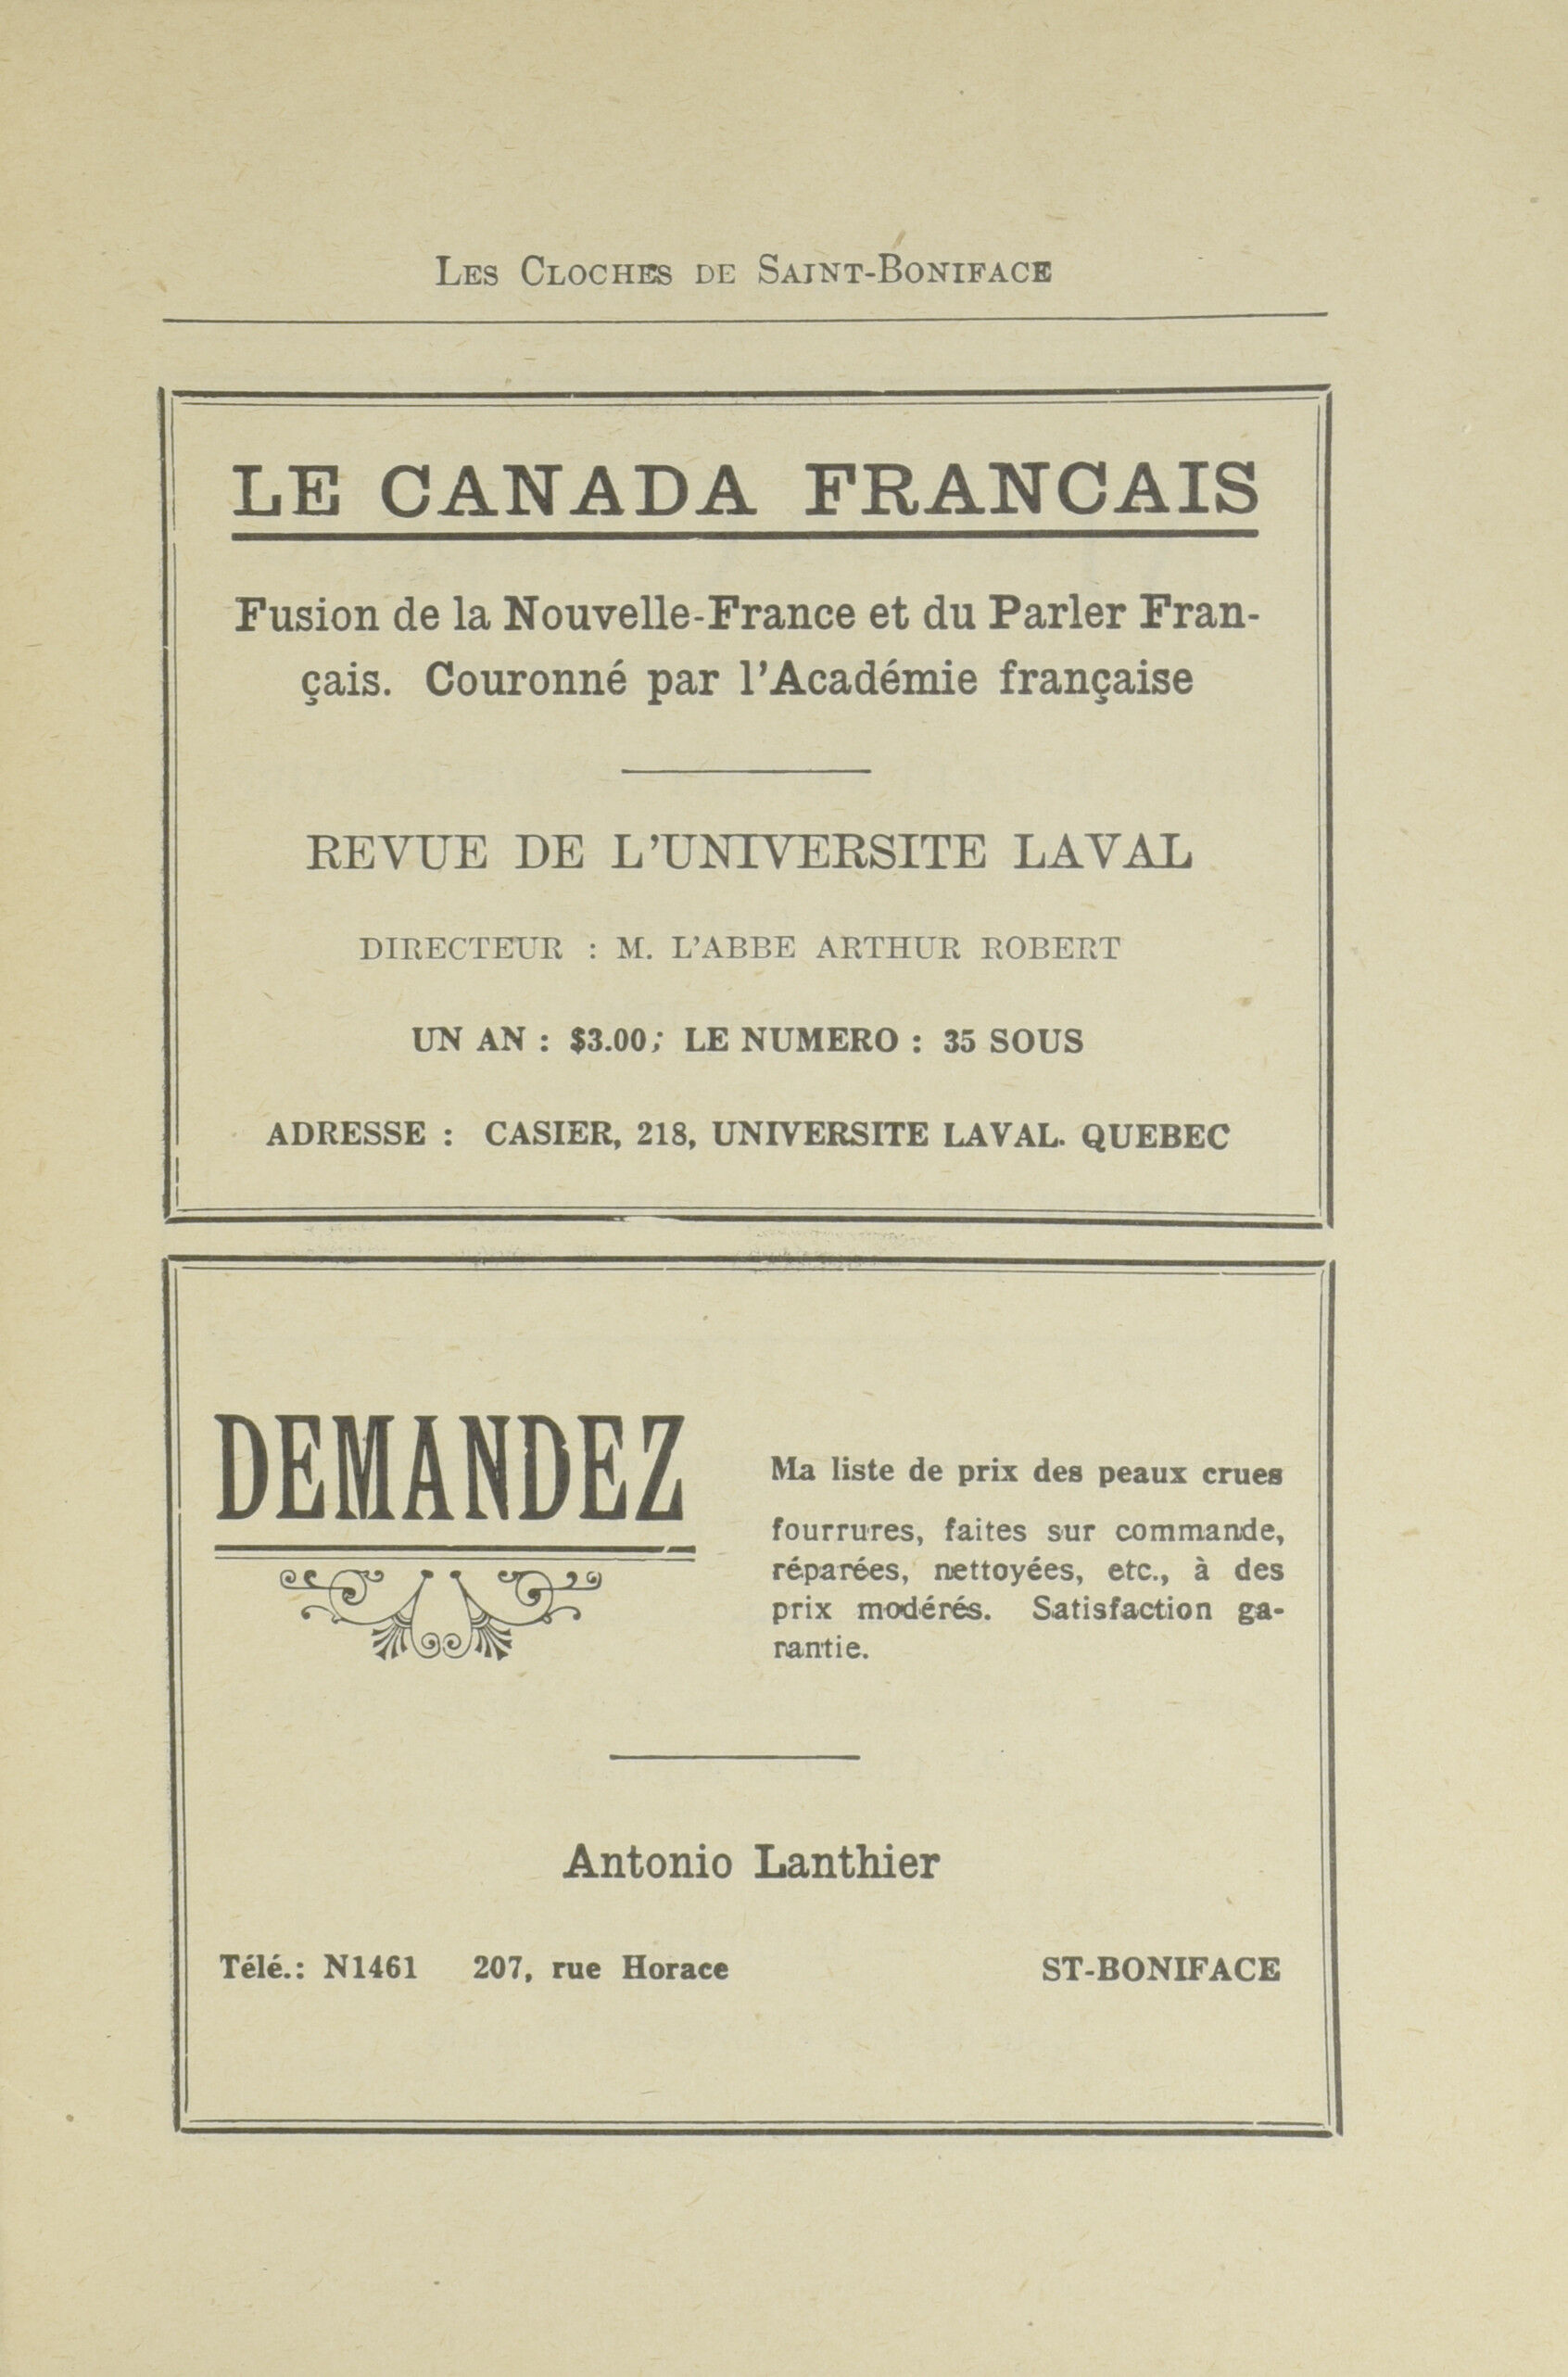 Les Cloches de Saint-Boniface
LE CANADA FRANCAIS
Fusion de la Nouvelle-France et du Parler Fran-
çais. Couronné par l'Académie française
REVUE DE L'UNIVERSITE LAVAL
DIRECTEUR : M. L'ABBE ARTHUR ROBERT
UN AN : $3.00; LE NUMERO : 35 SOUS
ADRESSE : CASIER, 218, UNIVERSITE LAVAL. QUEBEC
DEMANDEZ
Ma liste de prix des peaux crues
fourrures, faites sur commande,
réparées, nettoyées, etc., à des
prix modérés. Satisfaction ga-
rantie.
Antonio Lanthier
Télé.: N1461 207, rue Horace ST-BONIFACE